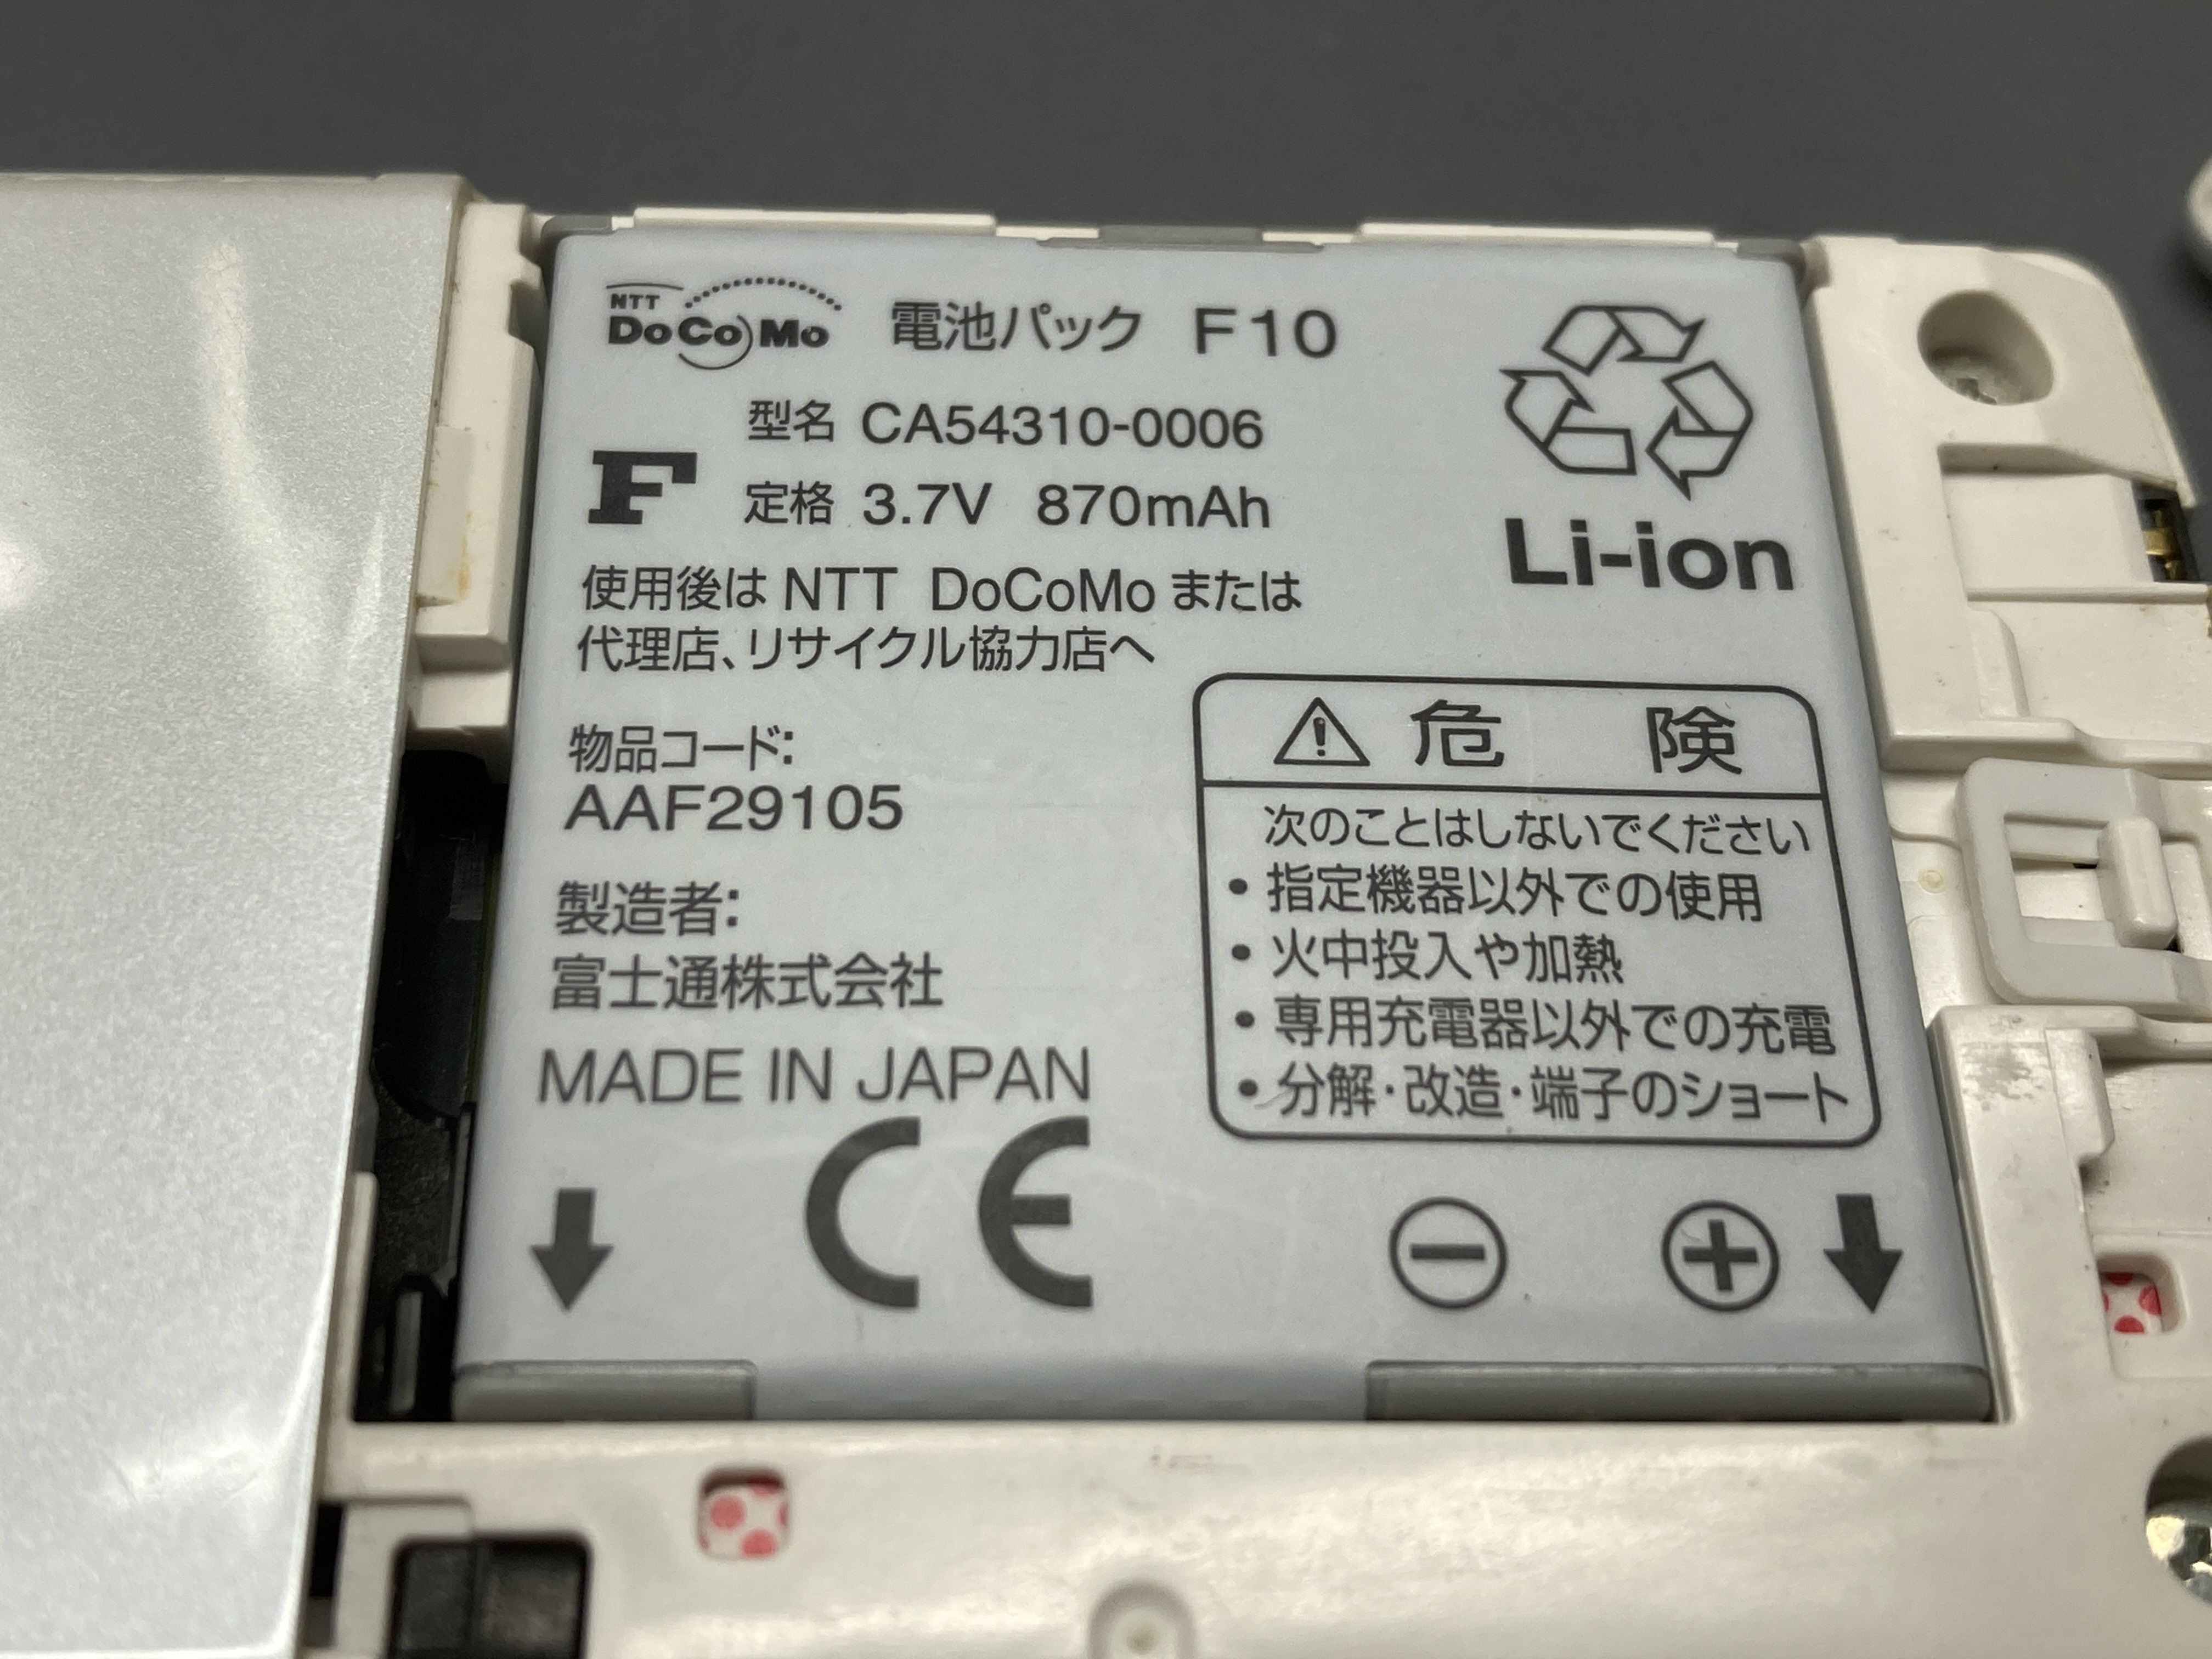 NTT
DoCoMo 電池パック F10
型名 CA54310-0006
F 定格 3.7V 870mAh
Li-ion
使用後は NTT DoCoMo または
代理店、リサイクル協力店へ
物品コード:
AAF29105
製造者:
富士通株式会社
MADE IN JAPAN
CE
危 険
次のことはしないでください
・指定機器以外での使用
・火中投入や加熱
・専用充電器以外での充電
・分解・改造・端子のショート